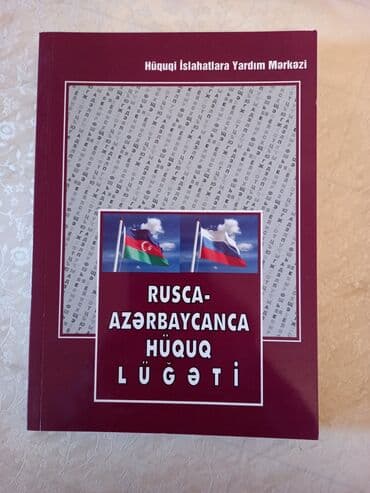 Hüquqi İslahatlara Yardım Mərkəzi
RUSCA-
AZƏRBAYCANCA
HÜQUQ
LÜĞƏTİ